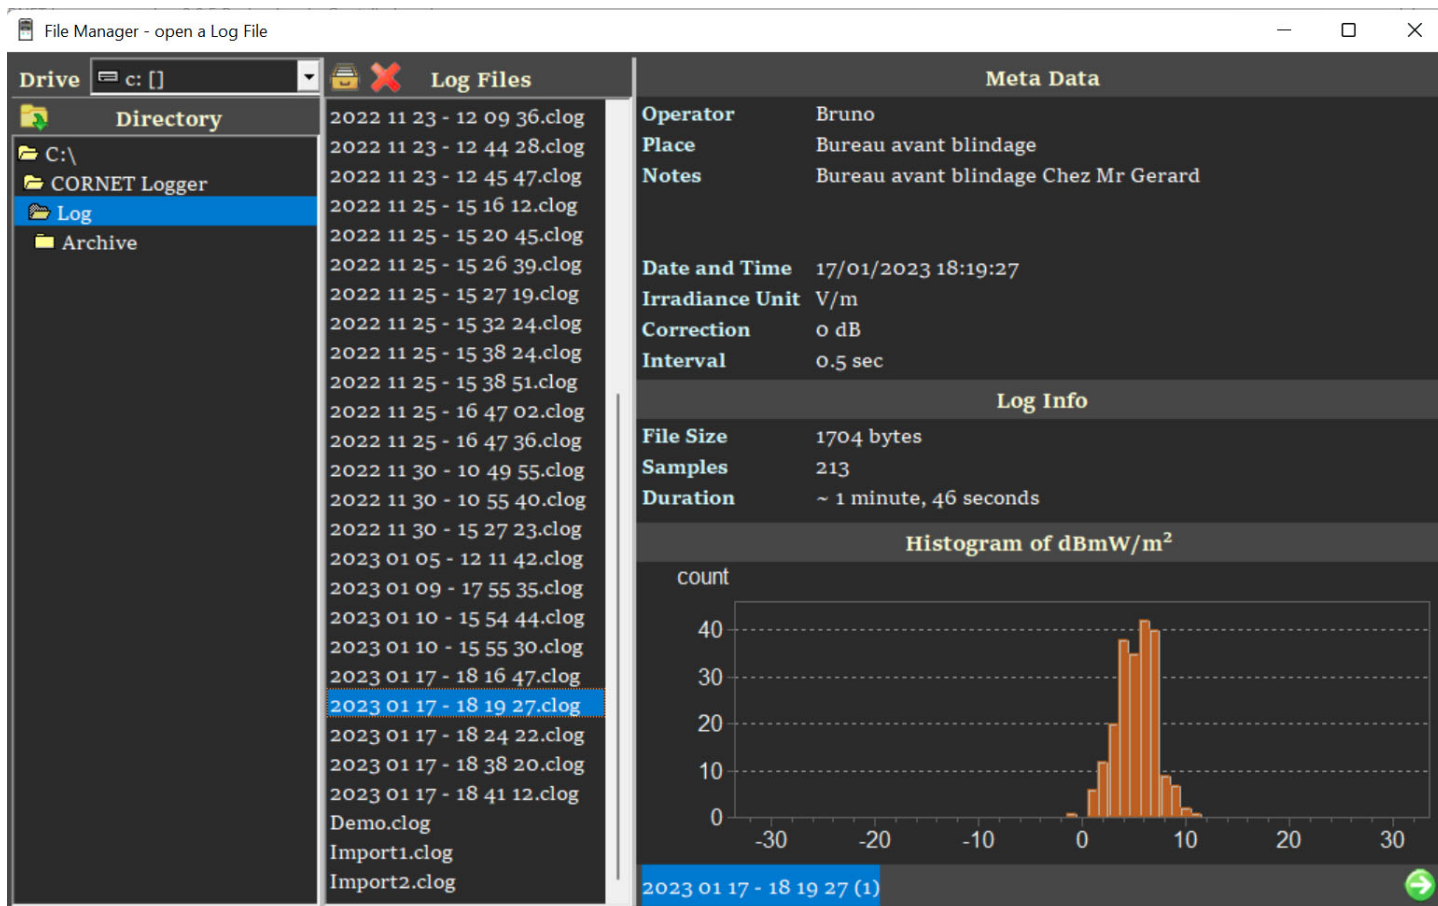 File Manager - open a Log File
Drive c: []
Directory
C:\
CORNET Logger
Log
Archive
Log Files
2022 11 23 - 12 09 36.clog
2022 11 23 - 12 44 28.clog
2022 11 23 - 12 45 47.clog
2022 11 25 - 15 16 12.clog
2022 11 25 - 15 20 45.clog
2022 11 25 - 15 26 39.clog
2022 11 25 - 15 27 19.clog
2022 11 25 - 15 32 24.clog
2022 11 25 - 15 38 24.clog
2022 11 25 - 15 38 51.clog
2022 11 25 - 16 47 02.clog
2022 11 25 - 16 47 36.clog
2022 11 30 - 10 49 55.clog
2022 11 30 - 10 55 40.clog
2022 11 30 - 15 27 23.clog
2023 01 05 - 12 11 42.clog
2023 01 09 - 17 55 35.clog
2023 01 10 - 15 54 44.clog
2023 01 10 - 15 55 30.clog
2023 01 17 - 18 16 47.clog
2023 01 17 - 18 19 27.clog
2023 01 17 - 18 24 22.clog
2023 01 17 - 18 38 20.clog
2023 01 17 - 18 41 12.clog
Demo.clog
Import1.clog
Import2.clog
Meta Data
Operator Bruno
Place Bureau avant blindage
Notes Bureau avant blindage Chez Mr Gerard
Date and Time 17/01/2023 18:19:27
Irradiance Unit V/m
Correction 0 dB
Interval 0.5 sec
Log Info
File Size 1704 bytes
Samples 213
Duration ~ 1 minute, 46 seconds
Histogram of dBmW/m²
count
40
30
20
10
0
-30 -20 -10 0 10 20 30
2023 01 17 - 18 19 27 (1)